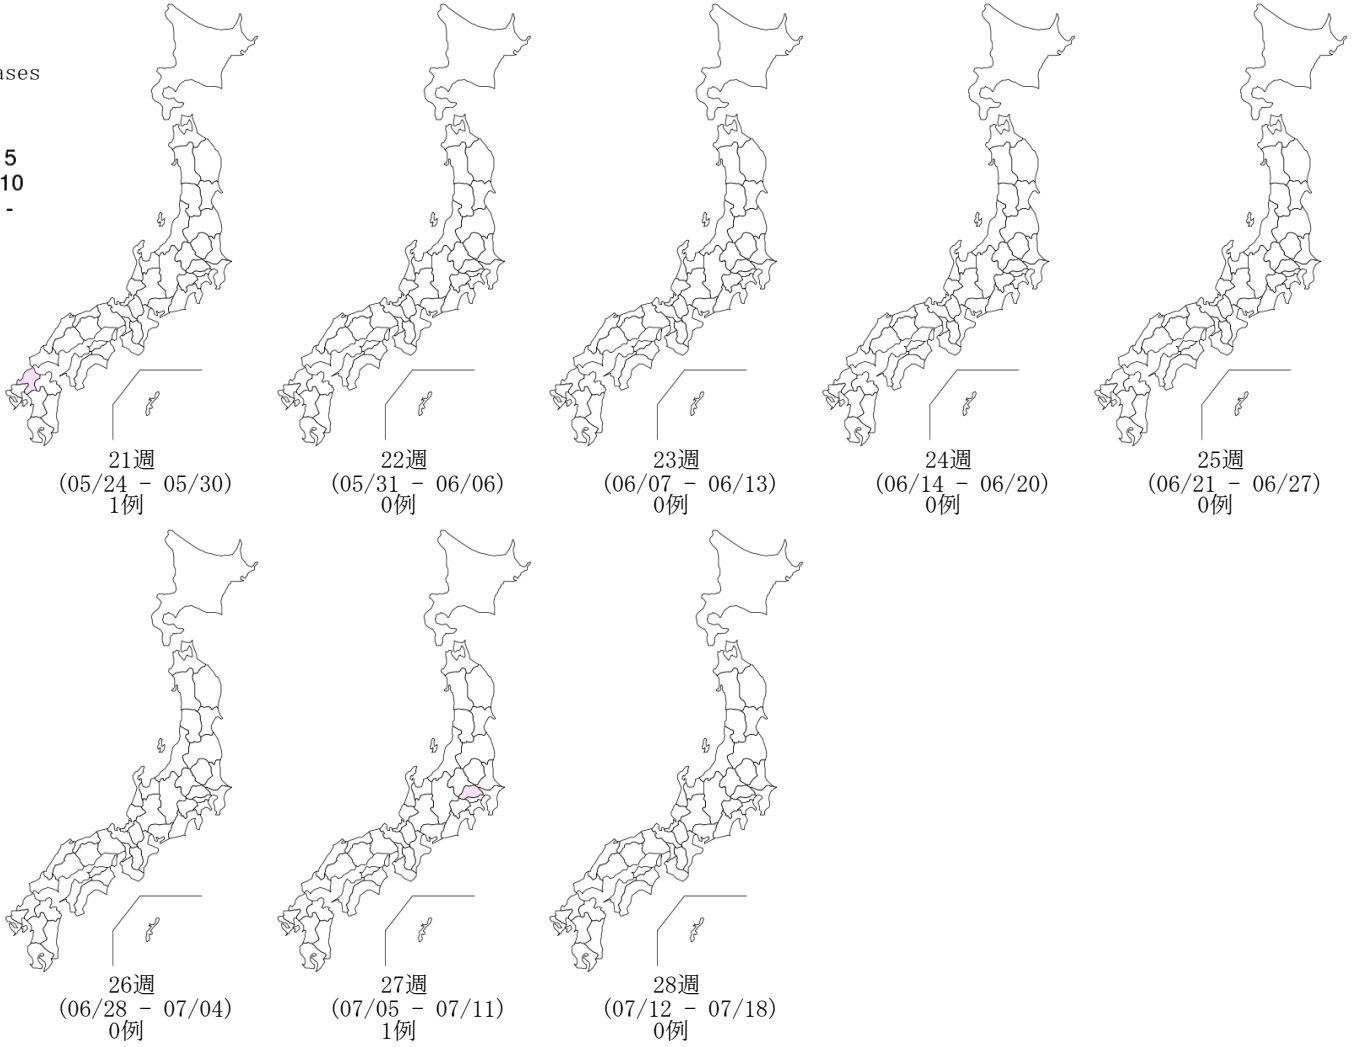 ases
5
10
-
21週
(05/24 - 05/30)
1例
22週
(05/31 - 06/06)
0例
23週
(06/07 - 06/13)
0例
24週
(06/14 - 06/20)
0例
25週
(06/21 - 06/27)
0例
26週
(06/28 - 07/04)
0例
27週
(07/05 - 07/11)
1例
28週
(07/12 - 07/18)
0例